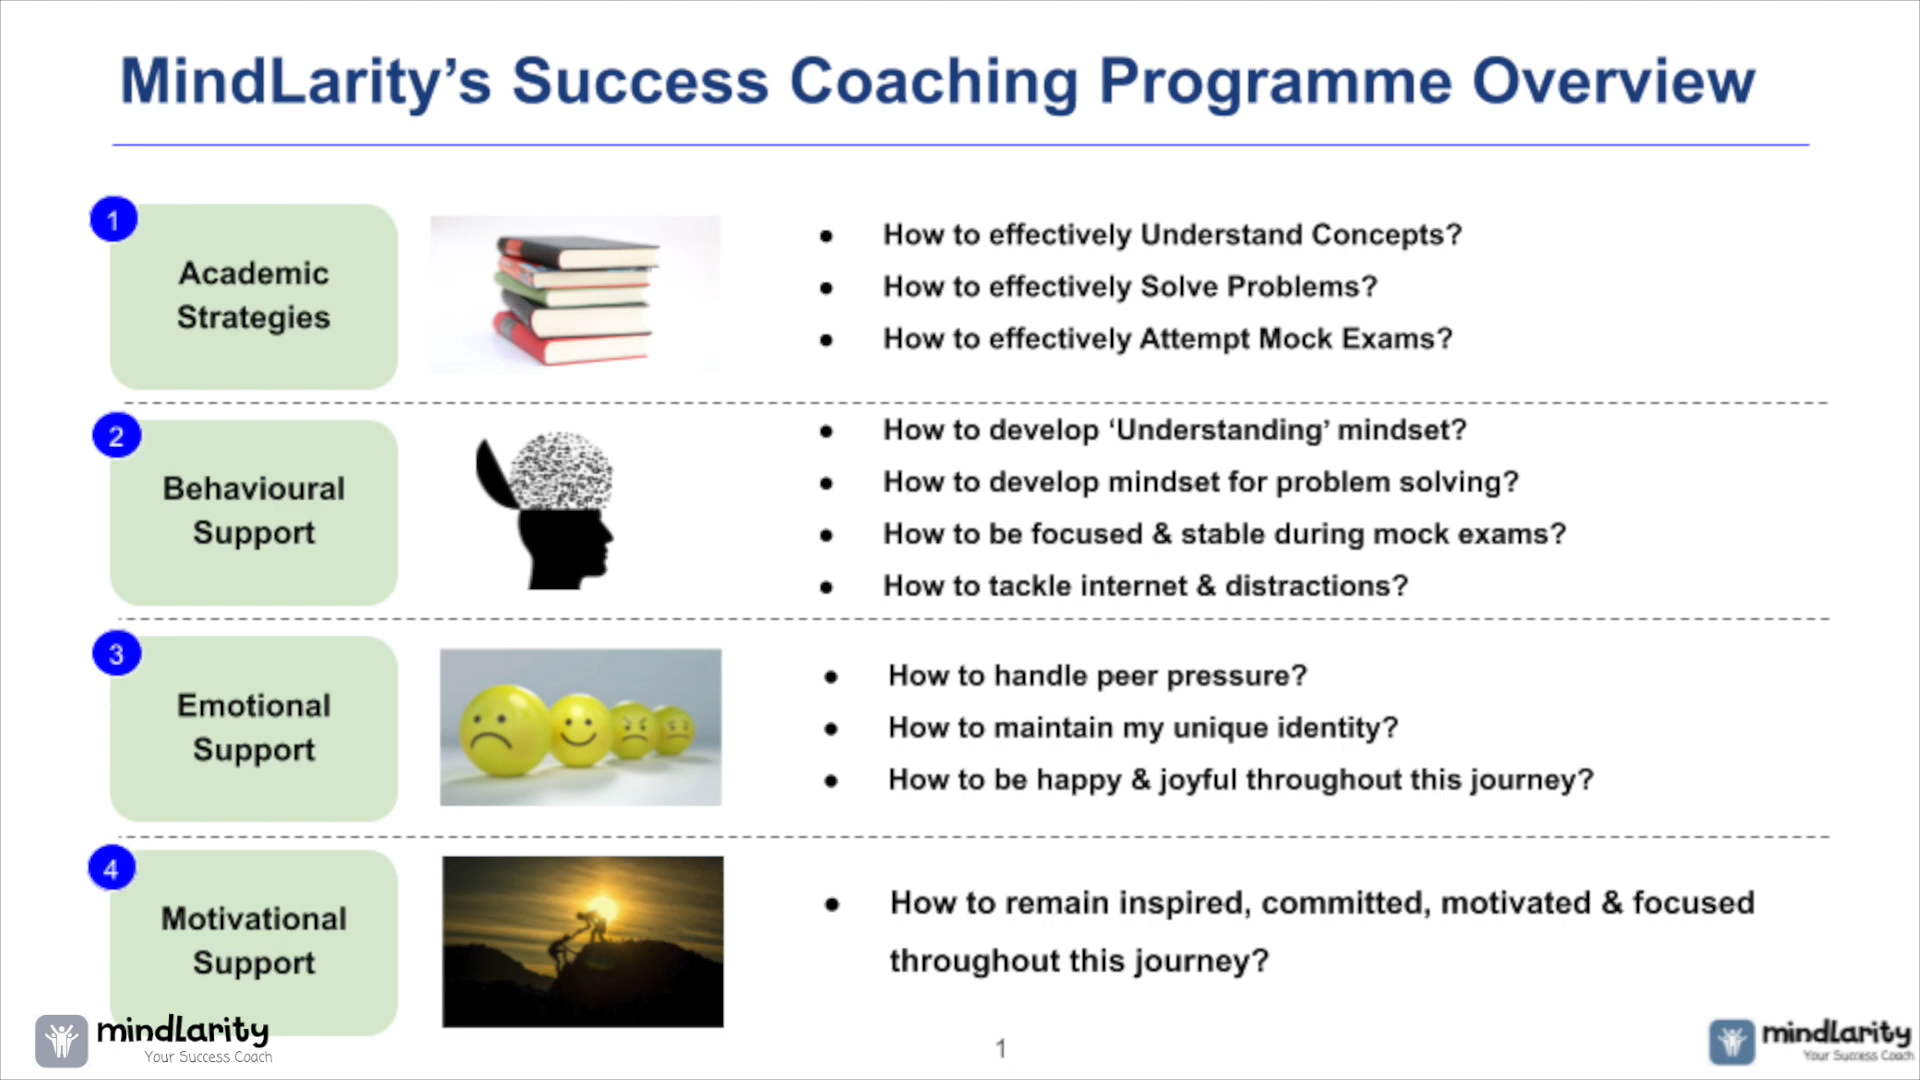 MindLarity’s Success Coaching Programme Overview
1
Academic
Strategies
● How to effectively Understand Concepts?
● How to effectively Solve Problems?
● How to effectively Attempt Mock Exams?
2
Behavioural
Support
● How to develop ‘Understanding’ mindset?
● How to develop mindset for problem solving?
● How to be focused & stable during mock exams?
● How to tackle internet & distractions?
3
Emotional
Support
● How to handle peer pressure?
● How to maintain my unique identity?
● How to be happy & joyful throughout this journey?
4
Motivational
Support
● How to remain inspired, committed, motivated & focused
throughout this journey?
mindlarity
Your Success Coach
1
mindlarity
Your Success Coach